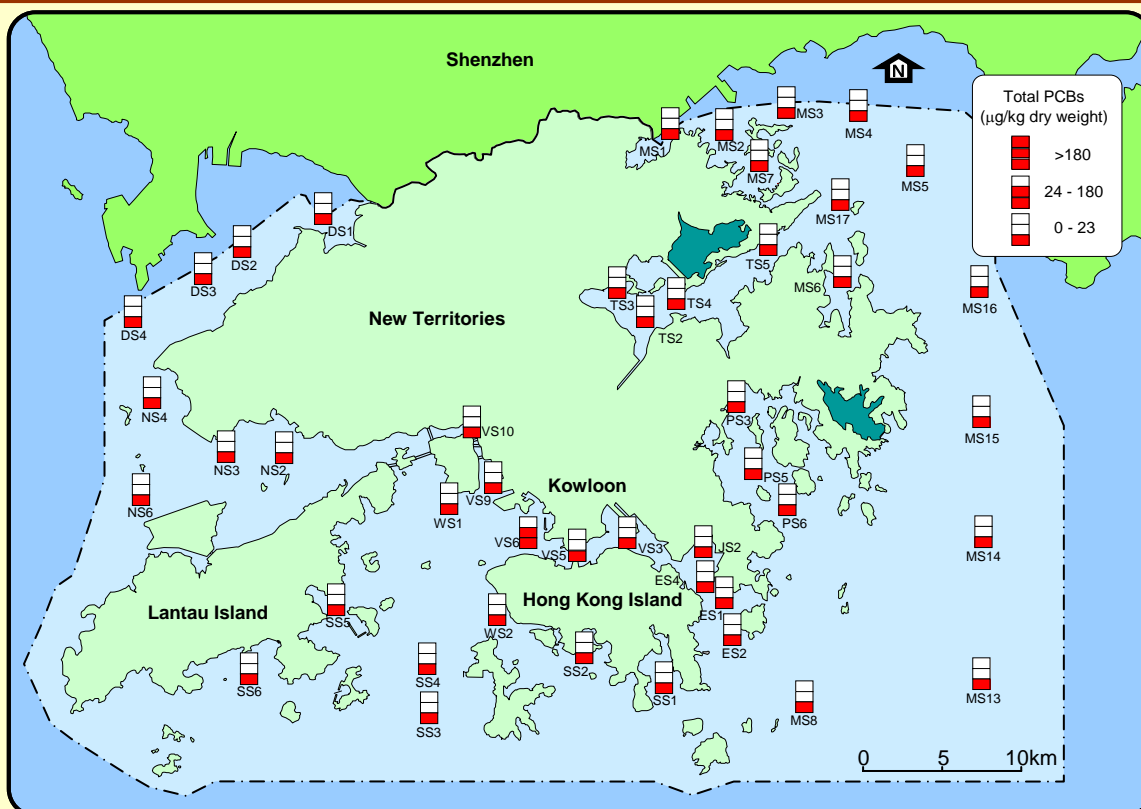 Shenzhen
N
Total PCBs
(µg/kg dry weight)
>180
24 - 180
0 - 23
MS1
MS2
MS3
MS4
MS7
MS5
MS17
DS1
DS2
DS3
DS4
TS5
TS3
TS4
TS2
MS6
MS16
New Territories
NS4
NS3
NS2
NS6
VS10
VS9
WS1
Kowloon
VS6
VS5
VS3
PS3
PS5
PS6
MS15
MS14
JS2
ES4
ES1
ES2
Lantau Island
Hong Kong Island
SS5
WS2
SS2
SS1
SS6
SS4
SS3
MS8
MS13
0
5
10km